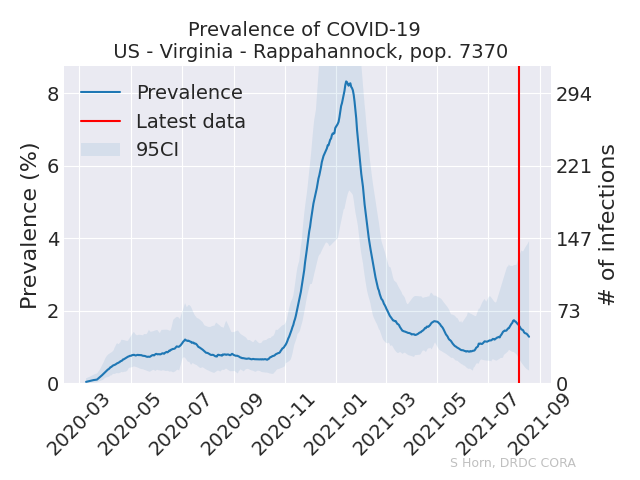 Prevalence of COVID-19
US - Virginia - Rappahannock, pop. 7370
Prevalence
Latest data
95CI
Prevalence (%)
8
6
4
2
0
294
221
147
73
0
# of infections
2020-03
2020-05
2020-07
2020-09
2020-11
2021-01
2021-03
2021-05
2021-07
2021-09
S Horn, DRDC CORA